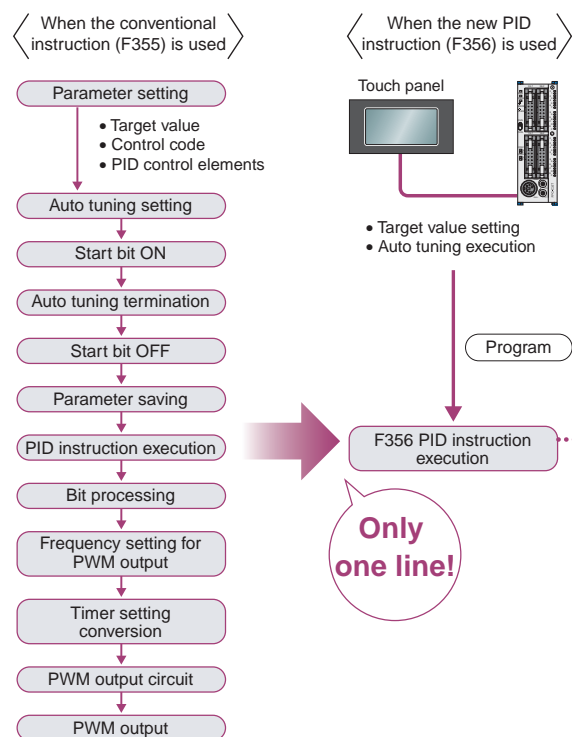 When the conventional
instruction (F355) is used
Parameter setting
• Target value
• Control code
• PID control elements
Auto tuning setting
Start bit ON
Auto tuning termination
Start bit OFF
Parameter saving
PID instruction execution
Bit processing
Frequency setting for
PWM output
Timer setting
conversion
PWM output circuit
PWM output
When the new PID
instruction (F356) is used
Touch panel
• Target value setting
• Auto tuning execution
Program
F356 PID instruction
execution
Only
one line!